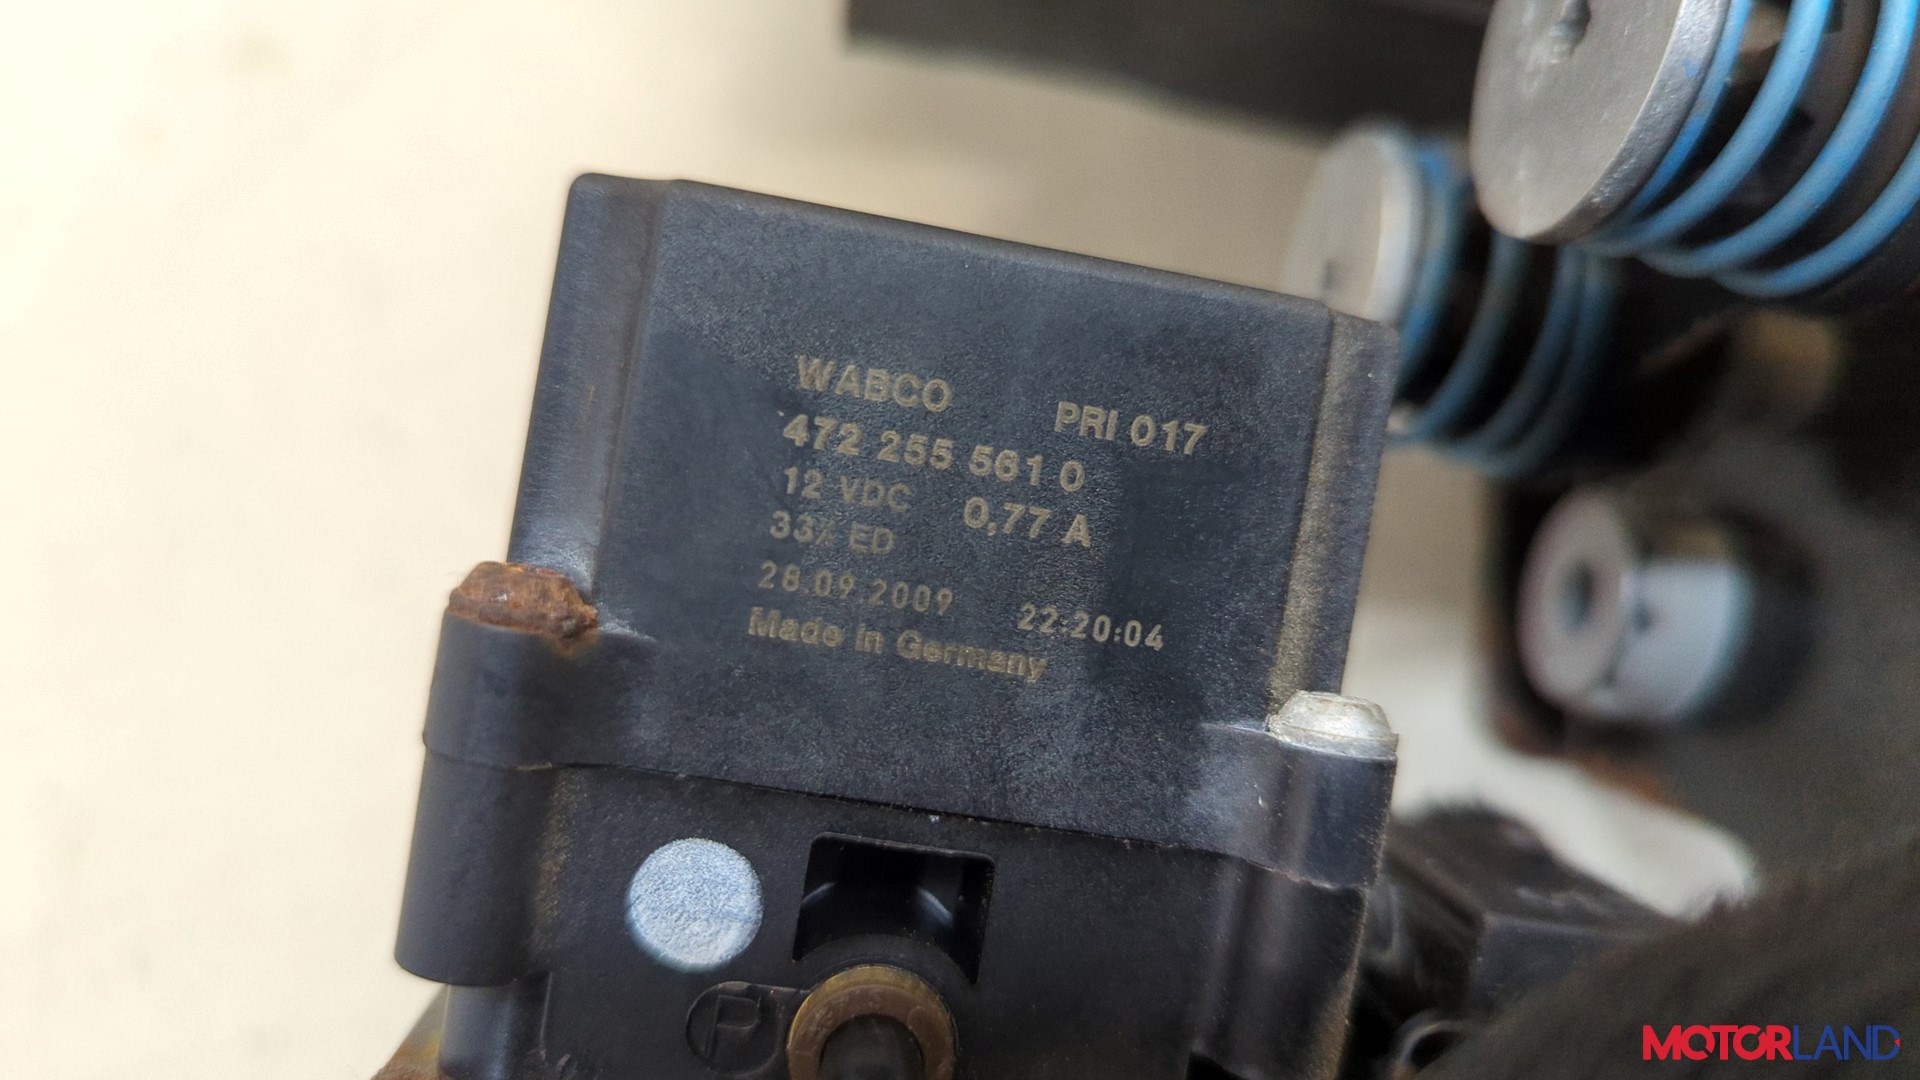 WABCO PRI 017
472 255 561 0
12 VDC 0,77 A
33% ED
28.09.2009 22:20:04
Made in Germany
P
MOTORLAND